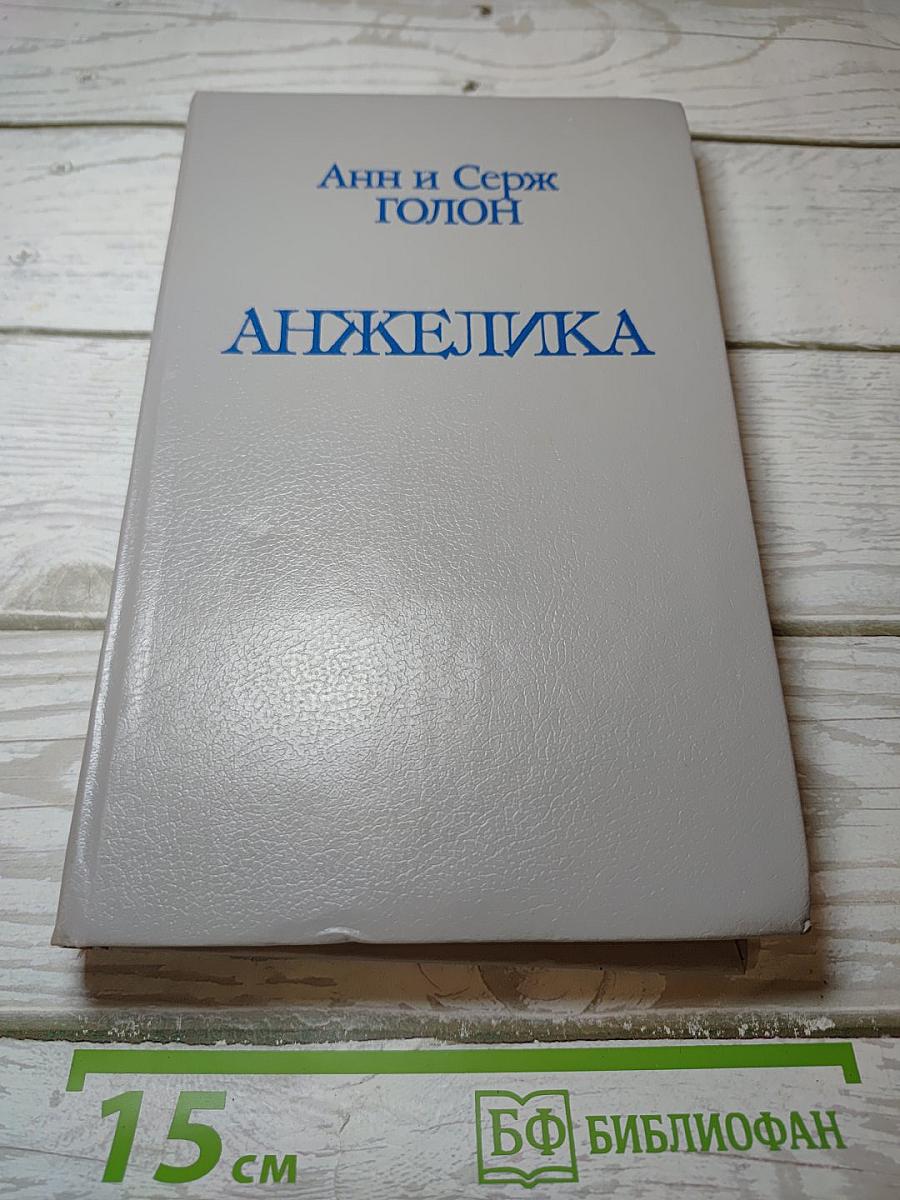 Анн и Серж
ГОЛОН
АНЖЕЛИКА
15 см
БФ БИБЛИОФАН